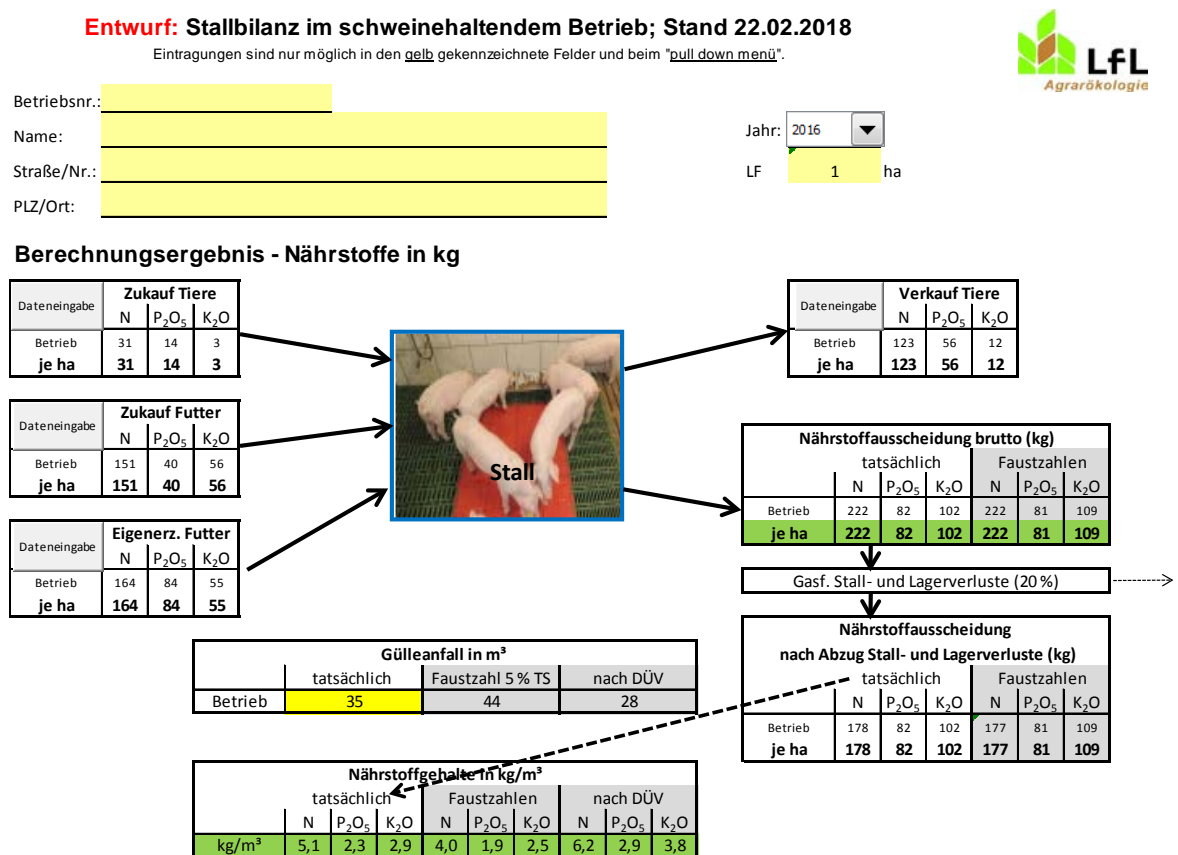 Entwurf: Stallbilanz im schweinehaltendem Betrieb; Stand 22.02.2018
Eintragungen sind nur möglich in den gelb gekennzeichnete Felder und beim "pull down menü".
LfL
Agrarökologie
Betriebsnr.:
Name:
Jahr: 2016
Straße/Nr.:
LF 1 ha
PLZ/Ort:
Berechnungsergebnis - Nährstoffe in kg
Dateneingabe Zukauf Tiere
N P₂O₅ K₂O
Betrieb 31 14 3
je ha 31 14 3
Dateneingabe Verkauf Tiere
N P₂O₅ K₂O
Betrieb 123 56 12
je ha 123 56 12
Dateneingabe Zukauf Futter
N P₂O₅ K₂O
Betrieb 151 40 56
je ha 151 40 56
Stall
Nährstoffausscheidung brutto (kg)
tatsächlich Faustzahlen
N P₂O₅ K₂O N P₂O₅ K₂O
Betrieb 222 82 102 222 81 109
je ha 222 82 102 222 81 109
Dateneingabe Eigenerz. Futter
N P₂O₅ K₂O
Betrieb 164 84 55
je ha 164 84 55
Gasf. Stall- und Lagerverluste (20 %)
Nährstoffausscheidung
nach Abzug Stall- und Lagerverluste (kg)
tatsächlich Faustzahlen
N P₂O₅ K₂O N P₂O₅ K₂O
Betrieb 178 82 102 177 81 109
je ha 178 82 102 177 81 109
Gülleanfall in m³
tatsächlich Faustzahl 5 % TS nach DÜV
Betrieb 35 44 28
Nährstoffgehalte in kg/m³
tatsächlich Faustzahlen nach DÜV
N P₂O₅ K₂O N P₂O₅ K₂O N P₂O₅ K₂O
kg/m³ 5,1 2,3 2,9 4,0 1,9 2,5 6,2 2,9 3,8